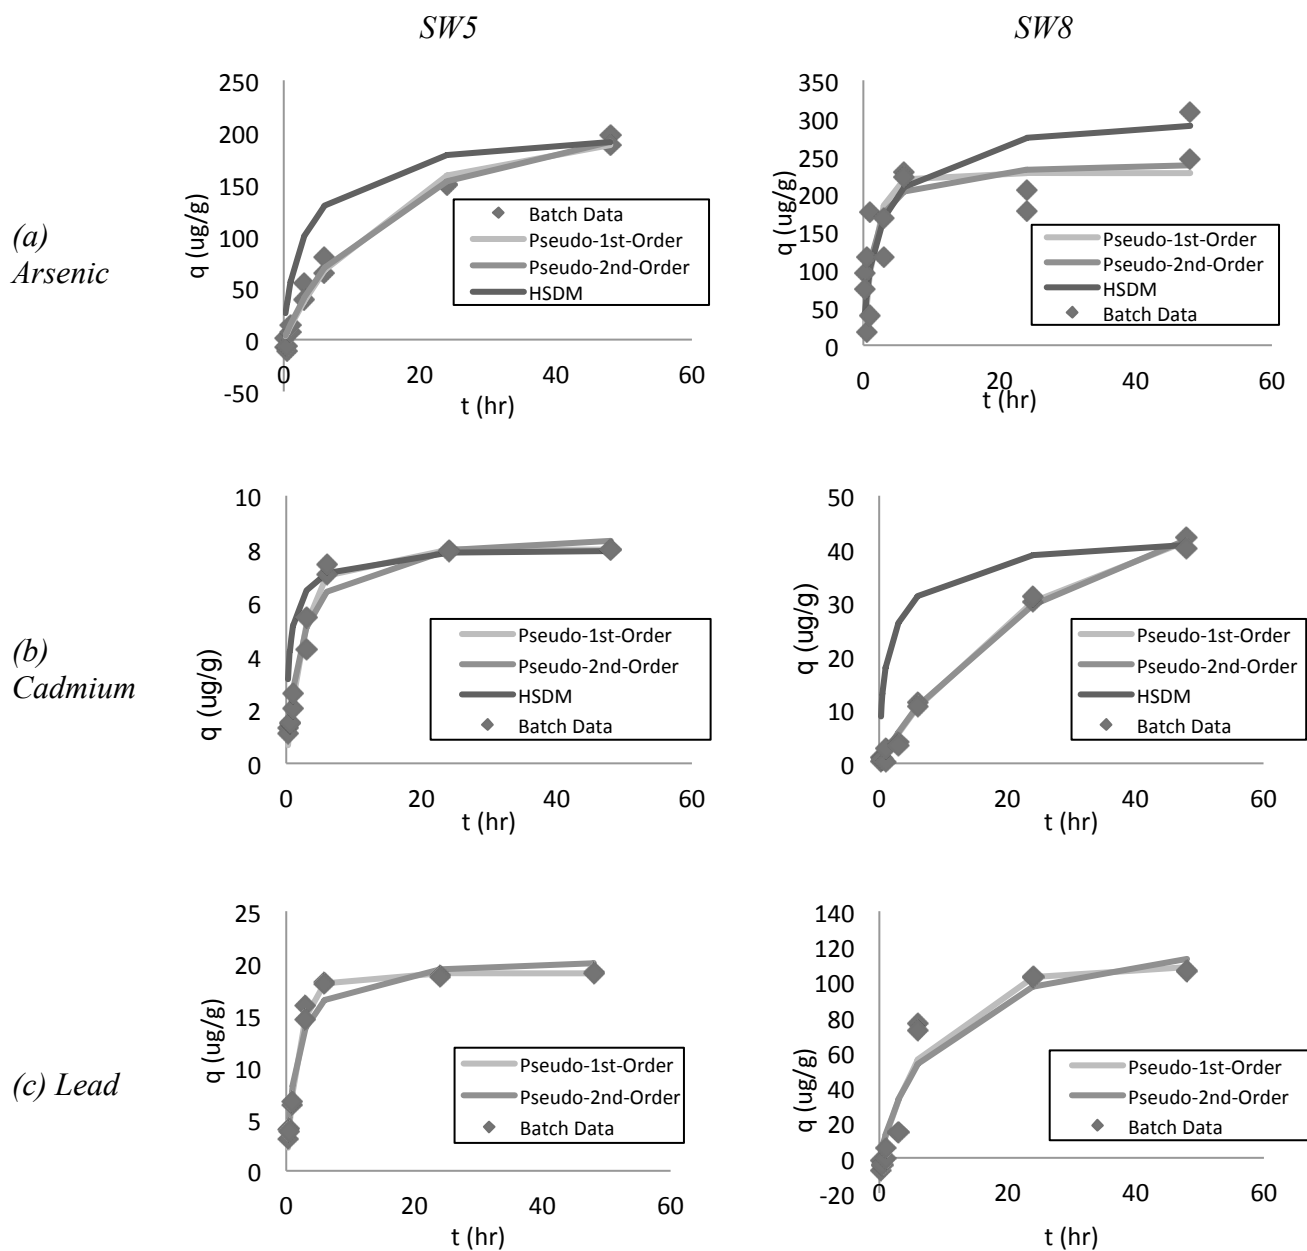 SW5
SW8
(a)
Arsenic
250
200
150
100
50
0
-50
q (ug/g)
0
20
40
60
t (hr)
Batch Data
Pseudo-1st-Order
Pseudo-2nd-Order
HSDM
350
300
250
200
150
100
50
0
q (ug/g)
0
20
40
60
t (hr)
Pseudo-1st-Order
Pseudo-2nd-Order
HSDM
Batch Data
(b)
Cadmium
10
8
6
4
2
0
q (ug/g)
0
20
40
60
t (hr)
Pseudo-1st-Order
Pseudo-2nd-Order
HSDM
Batch Data
50
40
30
20
10
0
q (ug/g)
0
20
40
60
t (hr)
Pseudo-1st-Order
Pseudo-2nd-Order
HSDM
Batch Data
(c) Lead
25
20
15
10
5
0
q (ug/g)
0
20
40
60
t (hr)
Pseudo-1st-Order
Pseudo-2nd-Order
Batch Data
140
120
100
80
60
40
20
0
-20
q (ug/g)
0
20
40
60
t (hr)
Pseudo-1st-Order
Pseudo-2nd-Order
Batch Data